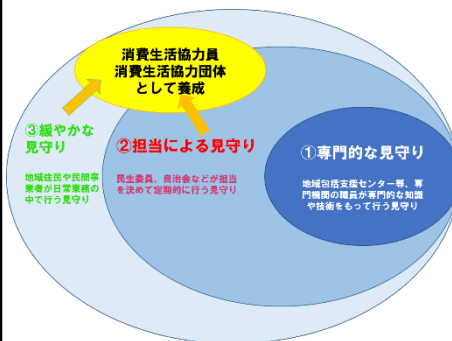 消費生活協力員
消費生活協力団体
として養成
③緩やかな
見守り
地域住民や民間事
業者が日常業務の
中で行う見守り
②担当による見守り
民生委員、自治会などが担当
を決めて定期的に行う見守り
①専門的な見守り
地域包括支援センター等、専
門機関の職員が専門的な知識
や技術をもって行う見守り